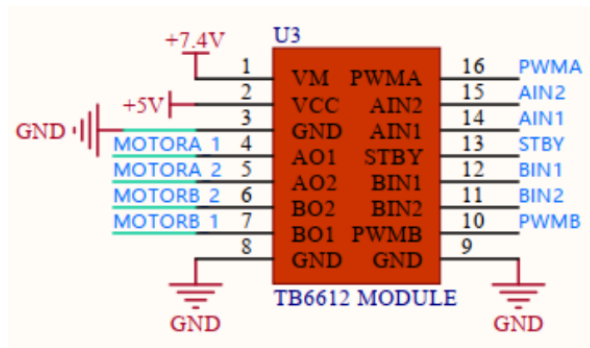 +7.4V
U3
1 VM PWMA 16 PWMA
+5V 2 VCC AIN2 15 AIN2
GND 3 GND AIN1 14 AIN1
MOTORA 1 4 AO1 STBY 13 STBY
MOTORA 2 5 AO2 BIN1 12 BIN1
MOTORB 2 6 BO2 BIN2 11 BIN2
MOTORB 1 7 BO1 PWMB 10 PWMB
8 GND GND 9
TB6612 MODULE
GND
GND